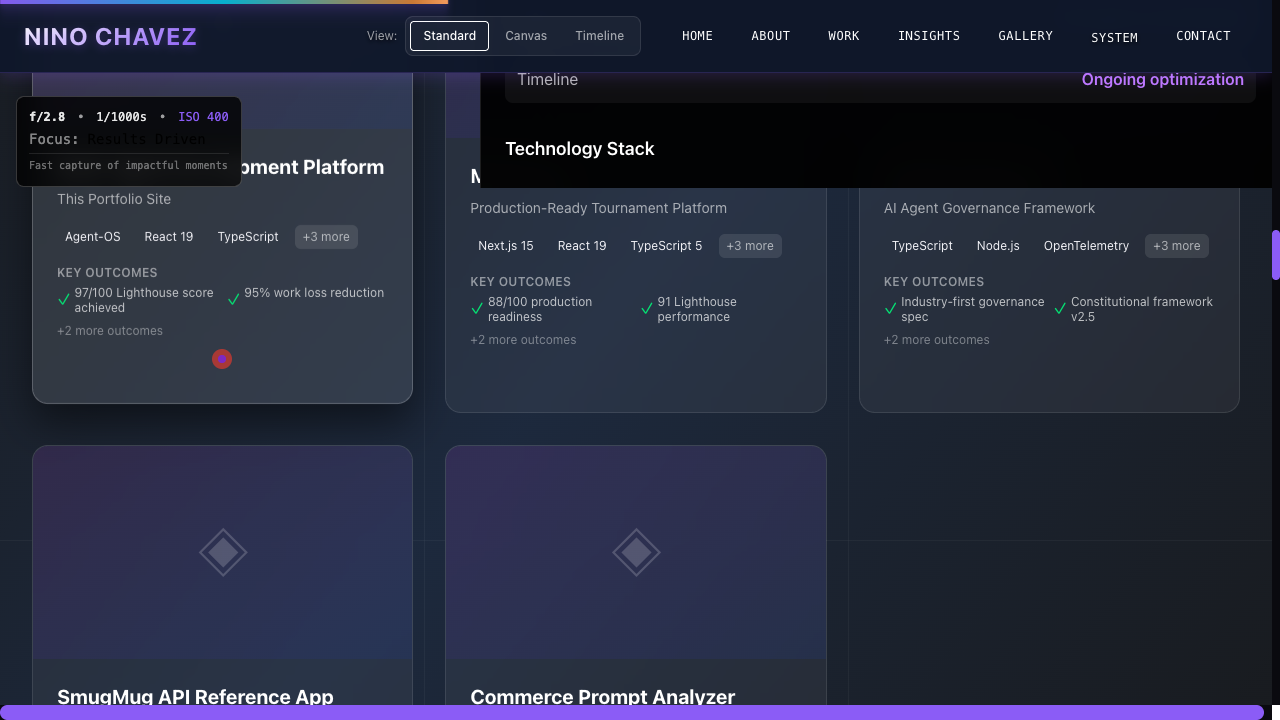 NINO CHAVEZ
View:
Standard
Canvas
Timeline
HOME
ABOUT
WORK
INSIGHTS
GALLERY
SYSTEM
CONTACT
Timeline
Ongoing optimization
Technology Stack
f/2.8 • 1/1000s • ISO 400
Focus: Results Driven
Fast capture of impactful moments
pment Platform
This Portfolio Site
Agent-OS
React 19
TypeScript
+3 more
KEY OUTCOMES
97/100 Lighthouse score
achieved
95% work loss reduction
+2 more outcomes
Production-Ready Tournament Platform
Next.js 15
React 19
TypeScript 5
+3 more
KEY OUTCOMES
88/100 production
readiness
91 Lighthouse
performance
+2 more outcomes
AI Agent Governance Framework
TypeScript
Node.js
OpenTelemetry
+3 more
KEY OUTCOMES
Industry-first governance
spec
Constitutional framework
v2.5
+2 more outcomes
SmugMug API Reference App
Commerce Prompt Analyzer